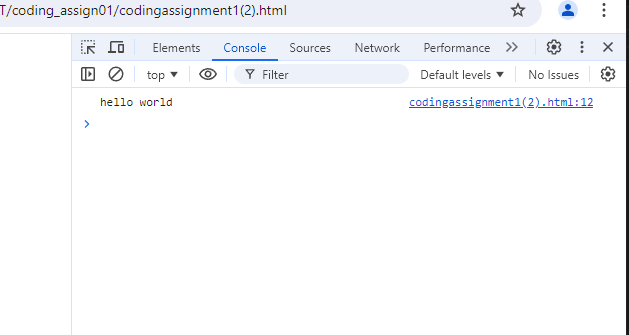 T/coding_assign01/codingassignment1(2).html
Elements Console Sources Network Performance
top Filter Default levels No Issues
hello world codingassignment1(2).html:12